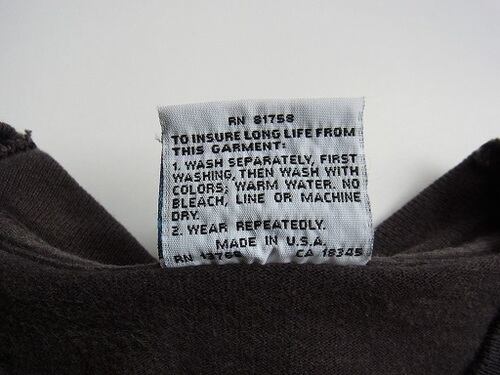 RN 81758
TO INSURE LONG LIFE FROM
THIS GARMENT:
1. WASH SEPARATELY, FIRST
WASHING, THEN WASH WITH
COLORS, WARM WATER. NO
BLEACH, LINE OR MACHINE
DRY.
2. WEAR REPEATEDLY.
MADE IN U.S.A.
RN CA 18345